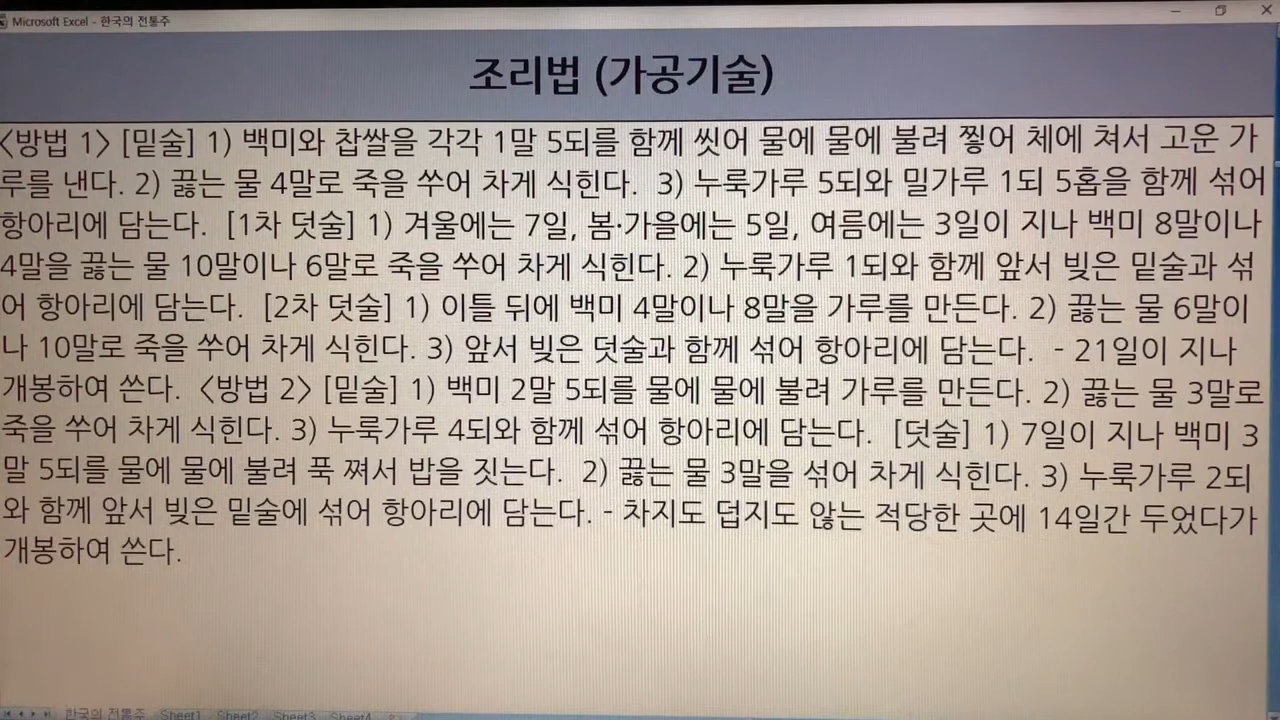 Microsoft Excel - 한국의 전통주
조리법 (가공기술)
<방법 1> [밑술] 1) 백미와 찹쌀을 각각 1말 5되를 함께 씻어 물에 물에 불려 찧어 체에 쳐서 고운 가
루를 낸다. 2) 끓는 물 4말로 죽을 쑤어 차게 식힌다.  3) 누룩가루 5되와 밀가루 1되 5홉을 함께 섞어
항아리에 담는다.  [1차 덧술] 1) 겨울에는 7일, 봄·가을에는 5일, 여름에는 3일이 지나 백미 8말이나
4말을 끓는 물 10말이나 6말로 죽을 쑤어 차게 식힌다. 2) 누룩가루 1되와 함께 앞서 빚은 밑술과 섞
어 항아리에 담는다.  [2차 덧술] 1) 이틀 뒤에 백미 4말이나 8말을 가루를 만든다. 2) 끓는 물 6말이
나 10말로 죽을 쑤어 차게 식힌다. 3) 앞서 빚은 덧술과 함께 섞어 항아리에 담는다.  - 21일이 지나
개봉하여 쓴다.  <방법 2> [밑술] 1) 백미 2말 5되를 물에 물에 불려 가루를 만든다. 2) 끓는 물 3말로
죽을 쑤어 차게 식힌다. 3) 누룩가루 4되와 함께 섞어 항아리에 담는다.  [덧술] 1) 7일이 지나 백미 3
말 5되를 물에 물에 불려 푹 쪄서 밥을 짓는다.  2) 끓는 물 3말을 섞어 차게 식힌다. 3) 누룩가루 2되
와 함께 앞서 빚은 밑술에 섞어 항아리에 담는다. - 차지도 덥지도 않는 적당한 곳에 14일간 두었다가
개봉하여 쓴다.
한국의 전통주 Sheet1 Sheet2 Sheet3 Sheet4